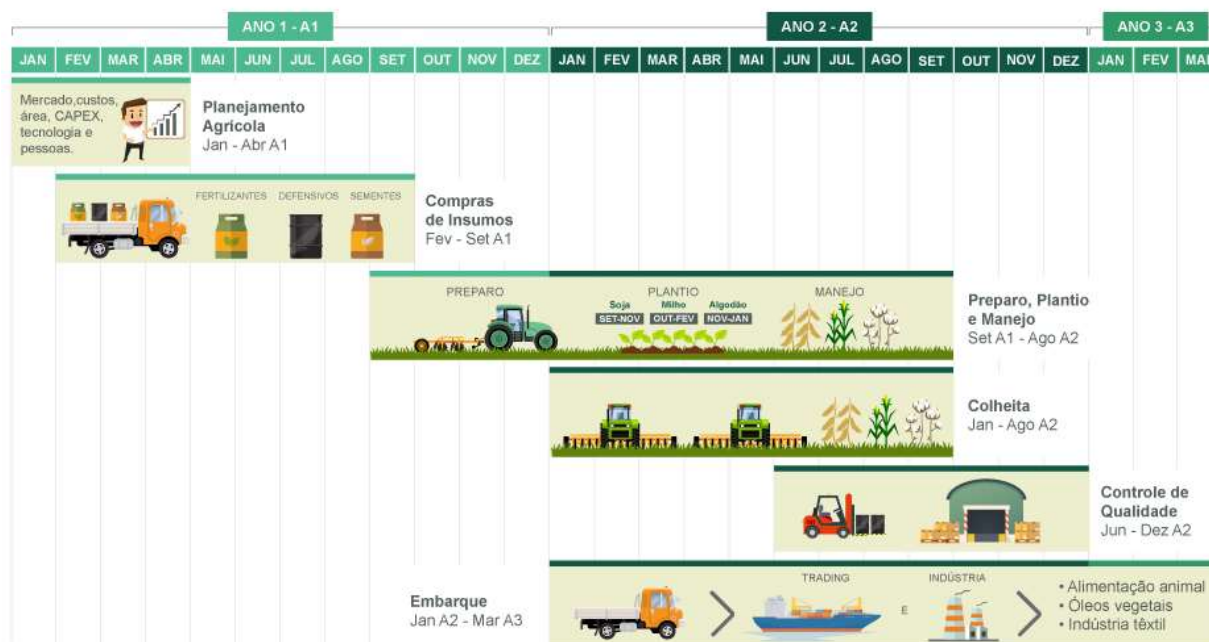 ANO 1 - A1 ANO 2 - A2 ANO 3 - A3
JAN FEV MAR ABR MAI JUN JUL AGO SET OUT NOV DEZ JAN FEV MAR ABR MAI JUN JUL AGO SET OUT NOV DEZ JAN FEV MAR
Mercado,custos,
área, CAPEX,
tecnologia e
pessoas.
Planejamento
Agrícola
Jan - Abr A1
FERTILIZANTES DEFENSIVOS SEMENTES
Compras
de Insumos
Fev - Set A1
PREPARO PLANTIO MANEJO
Soja Milho Algodão
SET-NOV OUT-FEV NOV-JAN
Preparo, Plantio
e Manejo
Set A1 - Ago A2
Colheita
Jan - Ago A2
Controle de
Qualidade
Jun - Dez A2
Embarque
Jan A2 - Mar A3
TRADING E INDÚSTRIA
• Alimentação animal
• Óleos vegetais
• Indústria têxtil